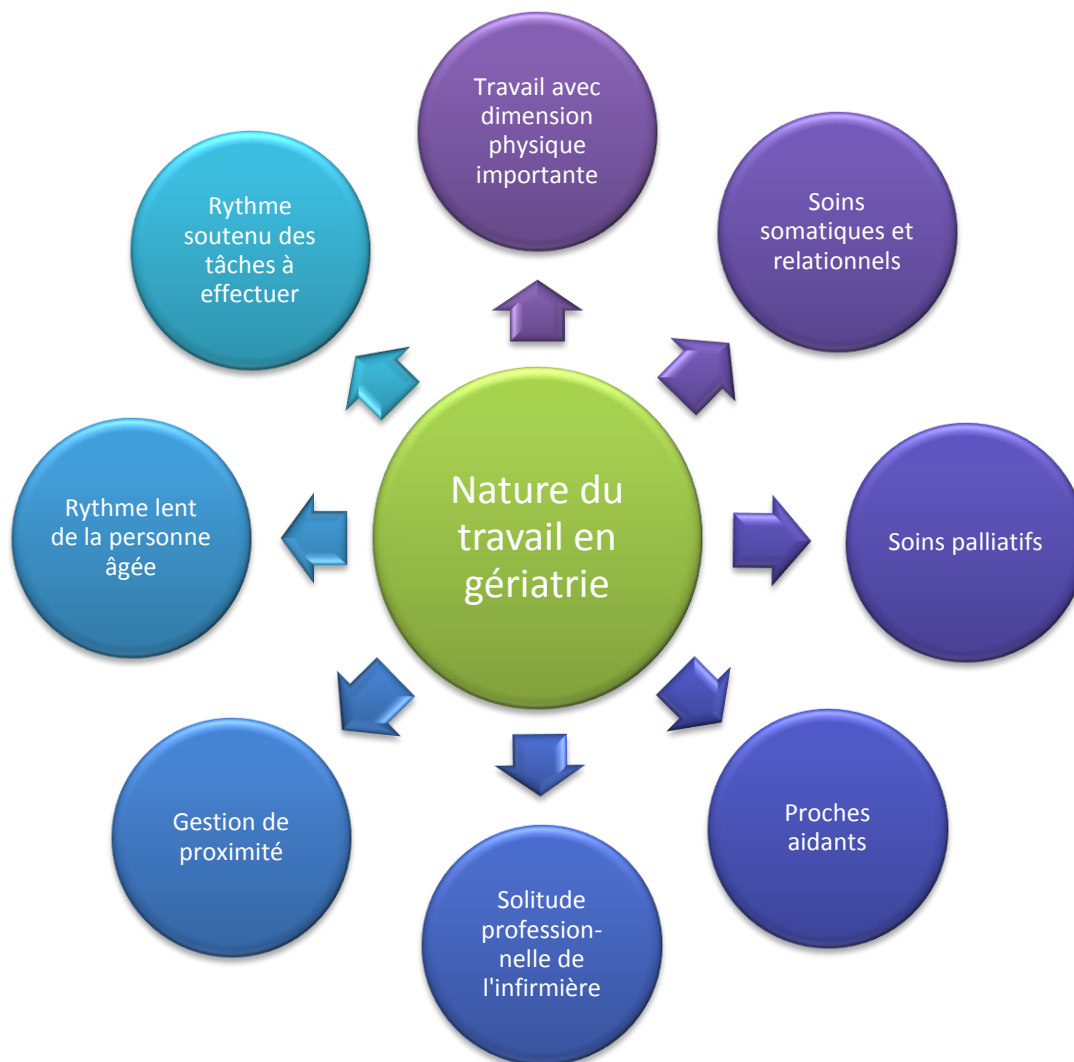 Travail avec
dimension
physique
importante
Soins
somatiques et
relationnels
Soins palliatifs
Proches
aidants
Solitude
profession-
nelle de
l'infirmière
Gestion de
proximité
Rythme lent
de la personne
âgée
Rythme
soutenu des
tâches à
effectuer
Nature du
travail en
gériatrie